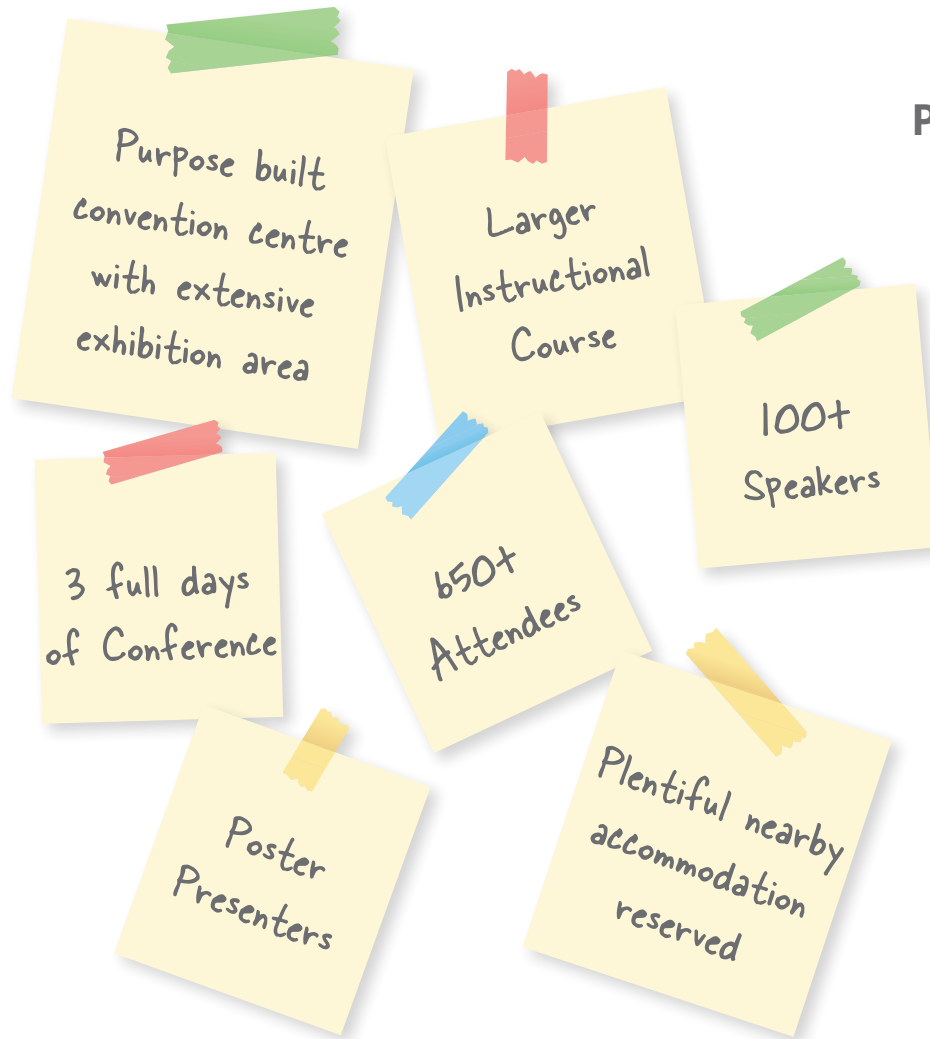 Purpose built
convention centre
with extensive
exhibition area
Larger
Instructional
Course
P
100+
Speakers
3 full days
of Conference
650+
Attendees
Poster
Presenters
Plentiful nearby
accommodation
reserved